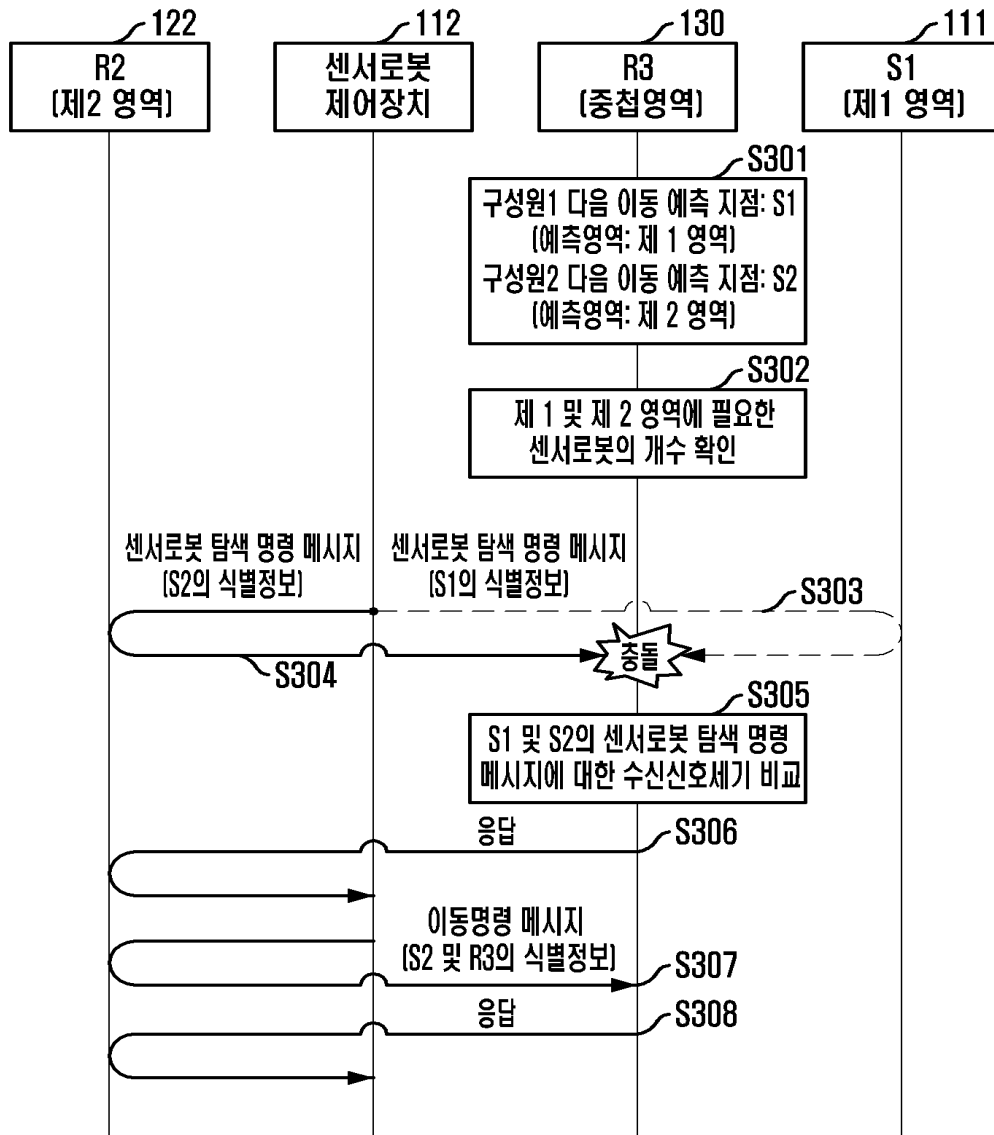 122
112
130
111
R2
(제2 영역)
센서로봇
제어장치
R3
(중첩영역)
S1
(제1 영역)
S301
구성원1 다음 이동 예측 지점: S1
(예측영역: 제 1 영역)
구성원2 다음 이동 예측 지점: S2
(예측영역: 제 2 영역)
S302
제 1 및 제 2 영역에 필요한
센서로봇의 개수 확인
센서로봇 탐색 명령 메시지
(S2의 식별정보)
센서로봇 탐색 명령 메시지
(S1의 식별정보)
S303
충돌
S304
S305
S1 및 S2의 센서로봇 탐색 명령
메시지에 대한 수신신호세기 비교
응답
S306
이동명령 메시지
(S2 및 R3의 식별정보)
S307
응답
S308